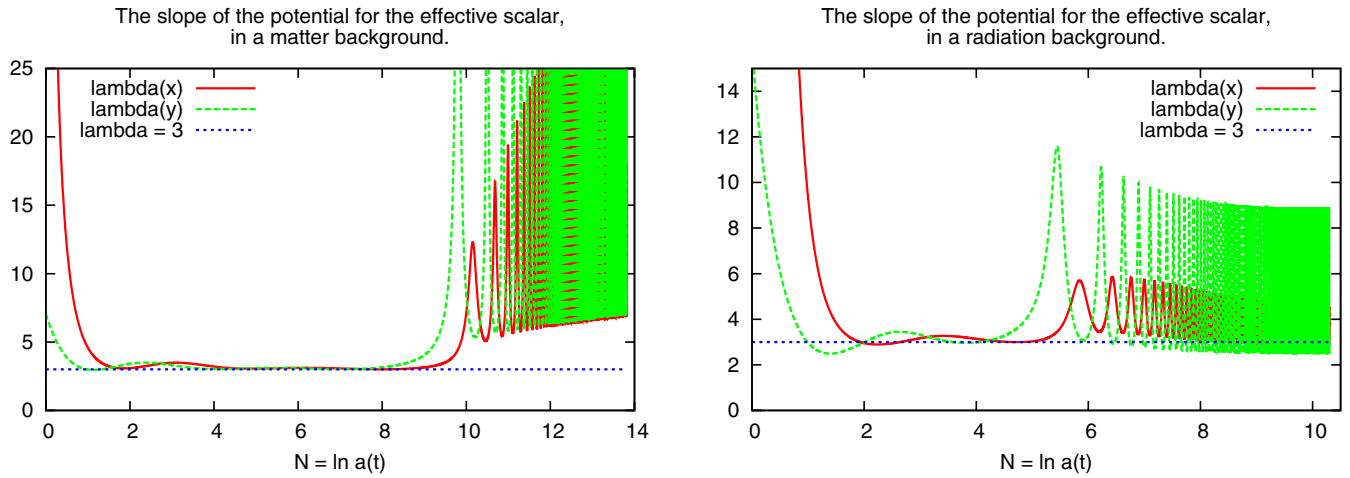 The slope of the potential for the effective scalar,
in a matter background.
25
20
15
10
5
0
lambda(x)
lambda(y)
lambda = 3
0 2 4 6 8 10 12 14
N = ln a(t)
The slope of the potential for the effective scalar,
in a radiation background.
14
12
10
8
6
4
2
0
lambda(x)
lambda(y)
lambda = 3
0 2 4 6 8 10
N = ln a(t)